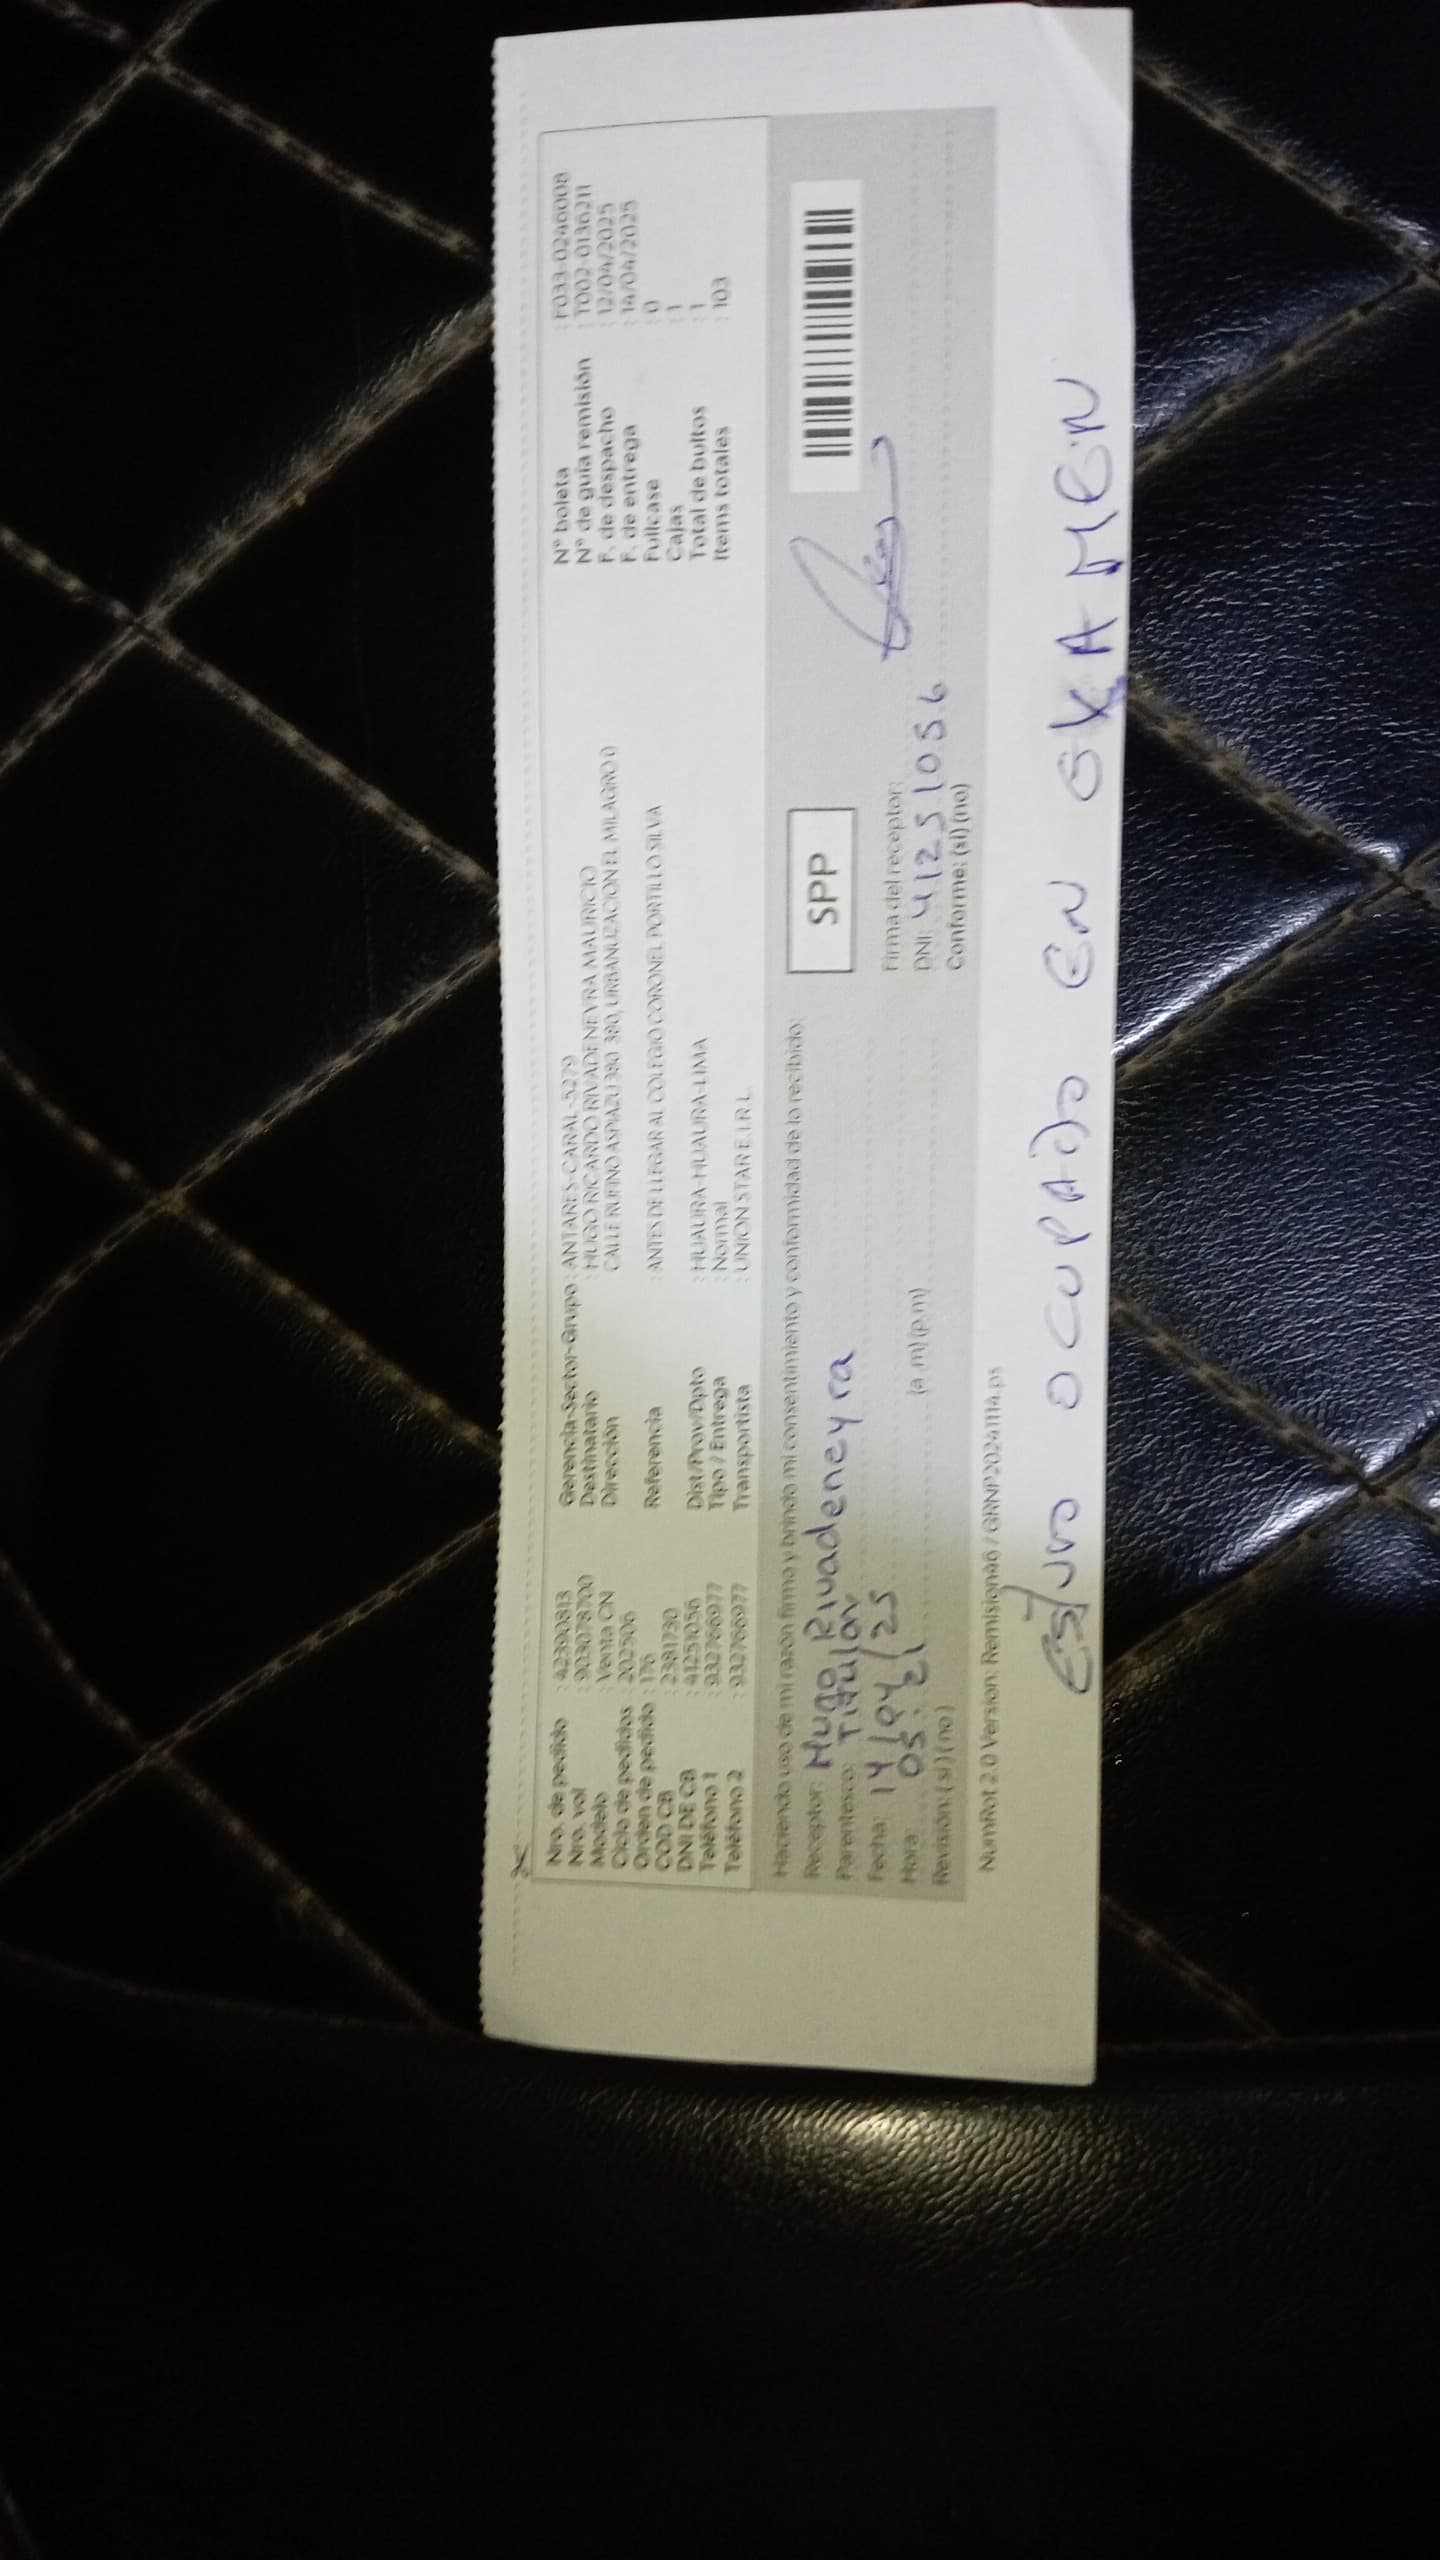 Nro. de pedido : 42390813
Nro. vol : 903078700
Modelo : Venta CN
Ciclo de pedidos : 202506
Orden de pedido : 176
COD CB : 2381730
DNI DE CB : 41251056
Teléfono 1 : 932766977
Teléfono 2 : 932766977
Gerencia-Sector-Grupo : ANTARES-CARAL-5279
Destinatario : HUGO RICARDO RIVADENEYRA MAURICIO
Dirección CALLE RUFINO ASPIAZU 380 380, URBANIZACION EL MILAGRO 0
Referencia : ANTES DE LLEGAR AL COLEGIO CORONEL PORTILLO SILVA
Dist./Prov/Dpto : HUAURA-HUAURA-LIMA
Tipo / Entrega : Normal
Transportista : UNION STAR E.I.R.L.
N° boleta : F033-0246008
N° de guía remisión : T002-0136211
F. de despacho : 12/04/2025
F. de entrega : 14/04/2025
Fullcase : 0
Cajas : 1
Total de bultos : 1
Items totales : 103
Haciendo uso de mi razón firmo y brindo mi consentimiento y conformidad de lo recibido:
Receptor: Hugo Rivadeneyra
Parentesco: Titular
Fecha: 14/04/25
Hora: 05:21 (a.m) (p.m)
Revisión: (si) (no)
SPP
Firma del receptor:
DNI: 41251056
Conforme: (si) (no)
NumRot 2.0 Version: Remision46 / GRNP20241114.ps
EStuvo OCUPADO EN EXAMEN